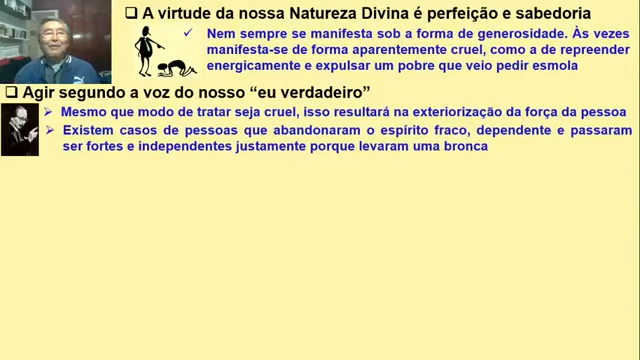 ❑ A virtude da nossa Natureza Divina é perfeição e sabedoria
✓ Nem sempre se manifesta sob a forma de generosidade. Às vezes
manifesta-se de forma aparentemente cruel, como a de repreender
energicamente e expulsar um pobre que veio pedir esmola
❑ Agir segundo a voz do nosso “eu verdadeiro”
➢ Mesmo que modo de tratar seja cruel, isso resultará na exteriorização da força da pessoa
➢ Existem casos de pessoas que abandonaram o espírito fraco, dependente e passaram
ser fortes e independentes justamente porque levaram uma bronca